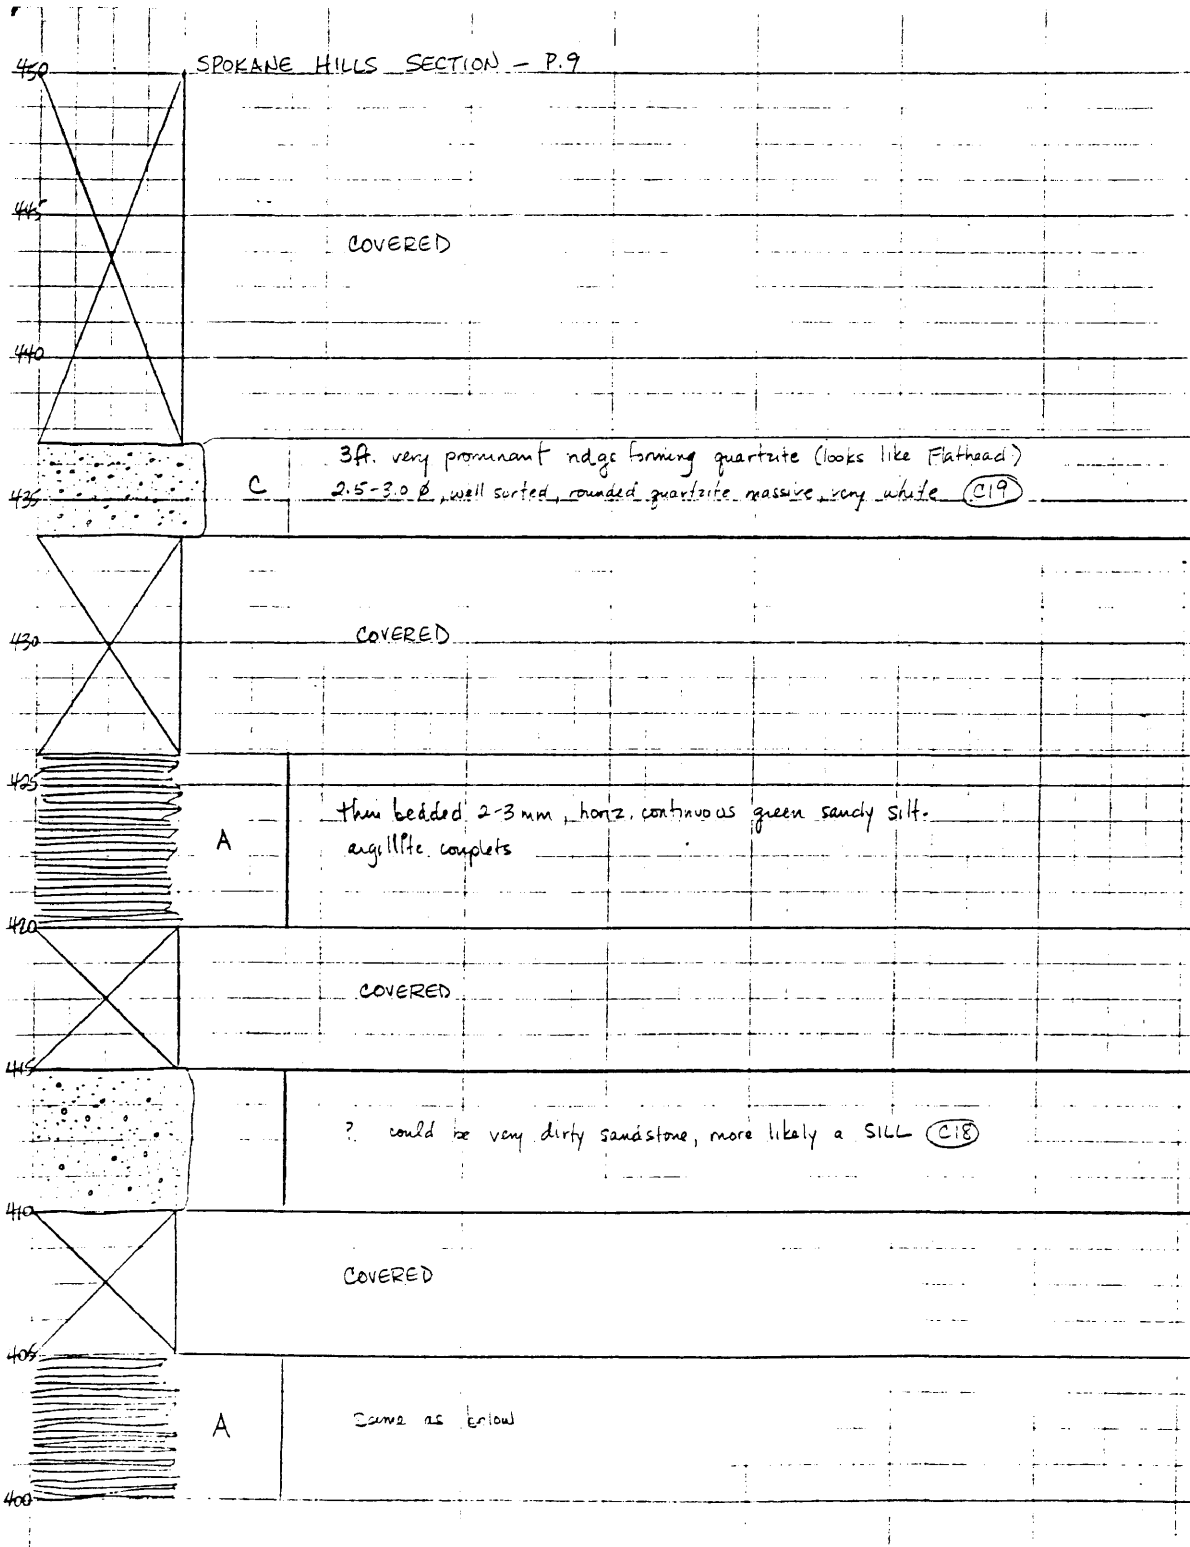 SPOKANE HILLS SECTION - P.9
450
445
COVERED
440
3ft. very prominant ridge forming quartzite (looks like Flathead)
C
435
2.5-3.0 ø, well sorted, rounded quartzite massive, very white C19
COVERED
430
425
thin bedded 2-3 mm, horiz. continuous green sandy silt-
A
argillite couplets
420
COVERED
415
? could be very dirty sandstone, more likely a SILL C18
410
COVERED
405
A
Same as below
400